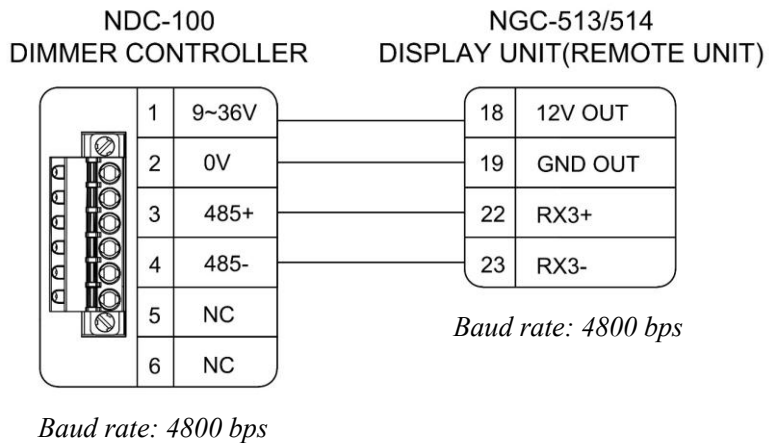 NDC-100
DIMMER CONTROLLER
NGC-513/514
DISPLAY UNIT(REMOTE UNIT)
1 9~36V
2 0V
3 485+
4 485-
5 NC
6 NC
18 12V OUT
19 GND OUT
22 RX3+
23 RX3-
Baud rate: 4800 bps
Baud rate: 4800 bps